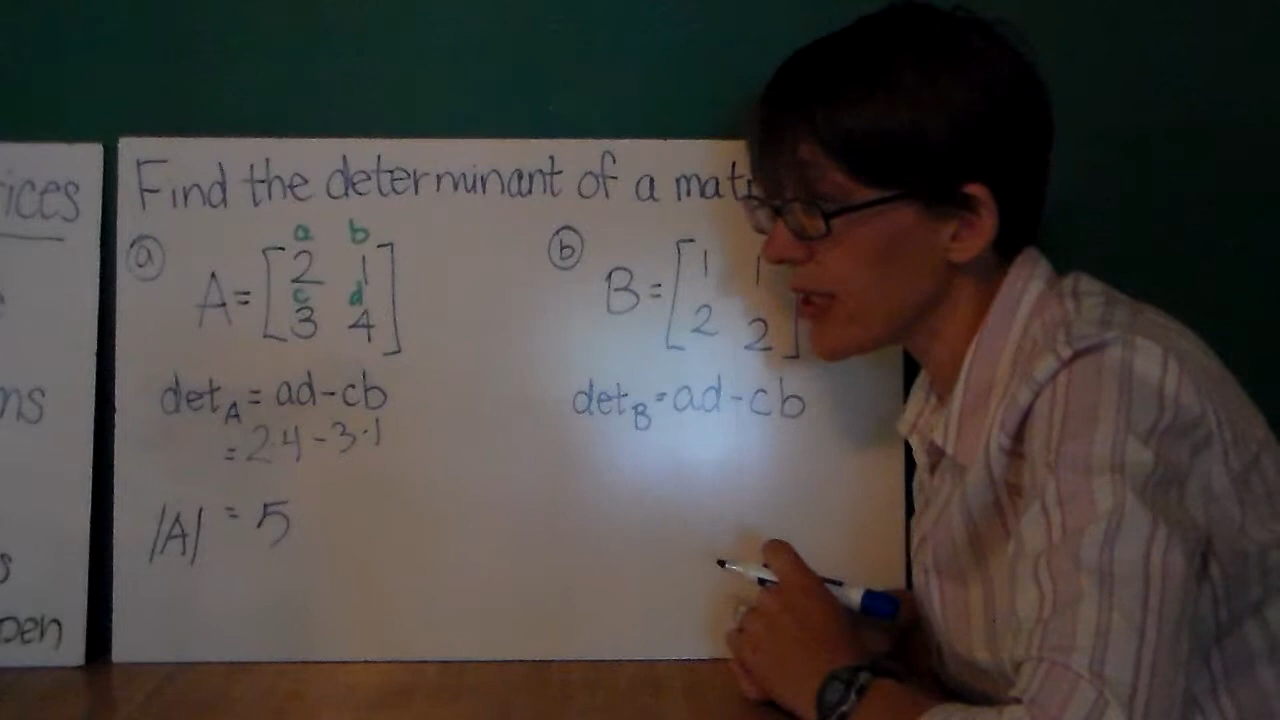 ices
ns
s
pen
Find the determinant of a mat
a
a b
A = [2 1
c d
3 4]
det_A = ad-cb
= 2 4 - 3·1
|A| = 5
b
B = [1 1
2 2]
det_B = ad-cb